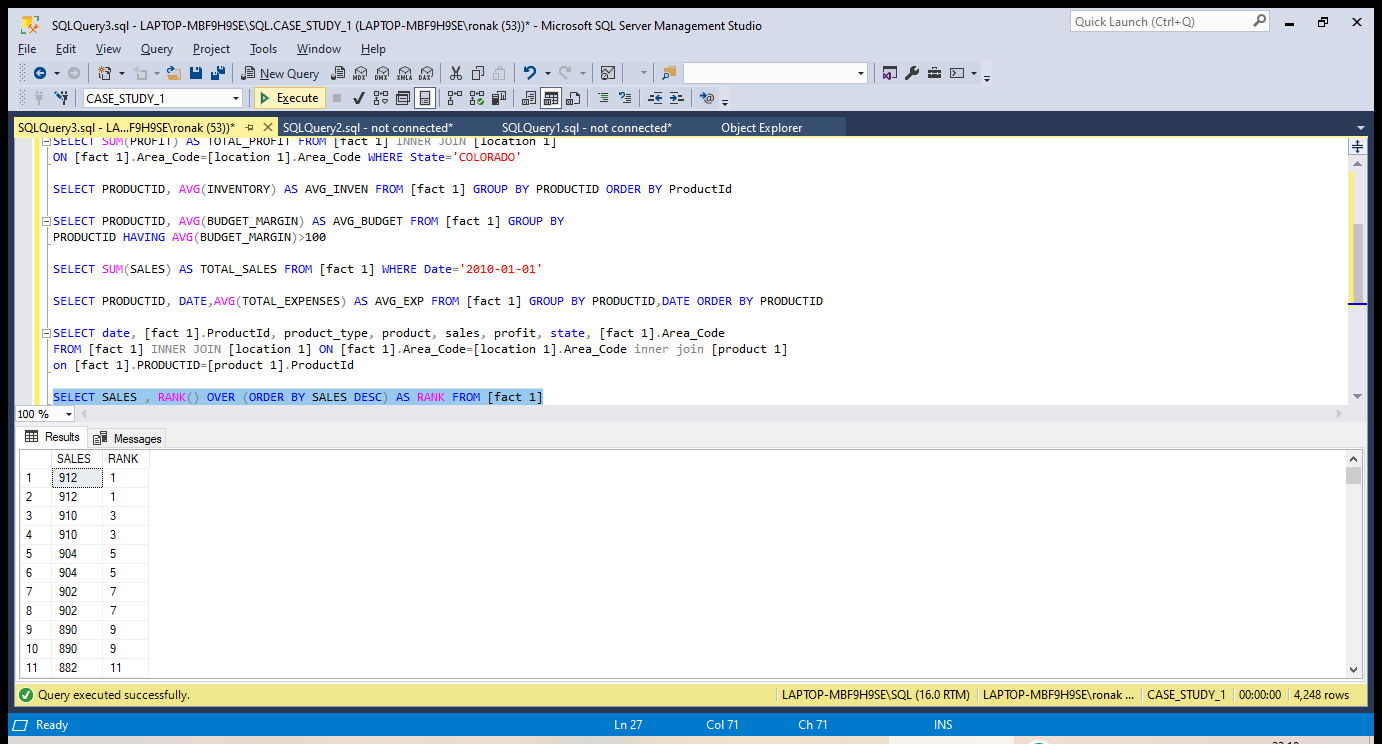 SQLQuery3.sql - LAPTOP-MBF9H9SE\SQL.CASE_STUDY_1 (LAPTOP-MBF9H9SE\ronak (53))* - Microsoft SQL Server Management Studio
Quick Launch (Ctrl+Q)
File Edit View Query Project Tools Window Help
New Query MDX DMX XMLA DAX
CASE_STUDY_1 Execute
SQLQuery3.sql - LA...F9H9SE\ronak (53))* SQLQuery2.sql - not connected* SQLQuery1.sql - not connected* Object Explorer
SELECT SUM(PROFIT) AS TOTAL_PROFIT FROM [fact 1] INNER JOIN [location 1]
ON [fact 1].Area_Code=[location 1].Area_Code WHERE State='COLORADO'
SELECT PRODUCTID, AVG(INVENTORY) AS AVG_INVEN FROM [fact 1] GROUP BY PRODUCTID ORDER BY ProductId
SELECT PRODUCTID, AVG(BUDGET_MARGIN) AS AVG_BUDGET FROM [fact 1] GROUP BY
PRODUCTID HAVING AVG(BUDGET_MARGIN)>100
SELECT SUM(SALES) AS TOTAL_SALES FROM [fact 1] WHERE Date='2010-01-01'
SELECT PRODUCTID, DATE,AVG(TOTAL_EXPENSES) AS AVG_EXP FROM [fact 1] GROUP BY PRODUCTID,DATE ORDER BY PRODUCTID
SELECT date, [fact 1].ProductId, product_type, product, sales, profit, state, [fact 1].Area_Code
FROM [fact 1] INNER JOIN [location 1] ON [fact 1].Area_Code=[location 1].Area_Code inner join [product 1]
on [fact 1].PRODUCTID=[product 1].ProductId
SELECT SALES , RANK() OVER (ORDER BY SALES DESC) AS RANK FROM [fact 1]
100 %
Results Messages
SALES RANK
1 912 1
2 912 1
3 910 3
4 910 3
5 904 5
6 904 5
7 902 7
8 902 7
9 890 9
10 890 9
11 882 11
Query executed successfully. LAPTOP-MBF9H9SE\SQL (16.0 RTM) LAPTOP-MBF9H9SE\ronak ... CASE_STUDY_1 00:00:00 4,248 rows
Ready Ln 27 Col 71 Ch 71 INS